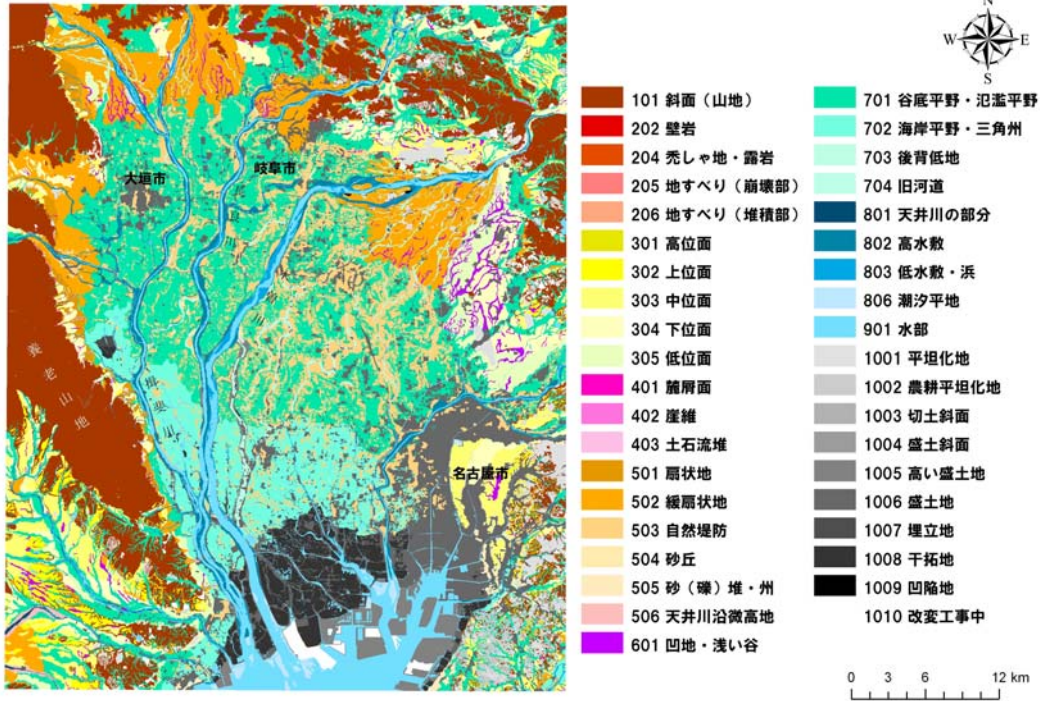 N
W E
S
大垣市
岐阜市
養老山地
揖斐川
名古屋市
101 斜面（山地）
202 壁岩
204 禿しゃ地・露岩
205 地すべり（崩壊部）
206 地すべり（堆積部）
301 高位面
302 上位面
303 中位面
304 下位面
305 低位面
401 麓屑面
402 崖錐
403 土石流堆
501 扇状地
502 緩扇状地
503 自然堤防
504 砂丘
505 砂（礫）堆・州
506 天井川沿微高地
601 凹地・浅い谷
701 谷底平野・氾濫平野
702 海岸平野・三角州
703 後背低地
704 旧河道
801 天井川の部分
802 高水敷
803 低水敷・浜
806 潮汐平地
901 水部
1001 平坦化地
1002 農耕平坦化地
1003 切土斜面
1004 盛土斜面
1005 高い盛土地
1006 盛土地
1007 埋立地
1008 干拓地
1009 凹陥地
1010 改変工事中
0 3 6 12 km